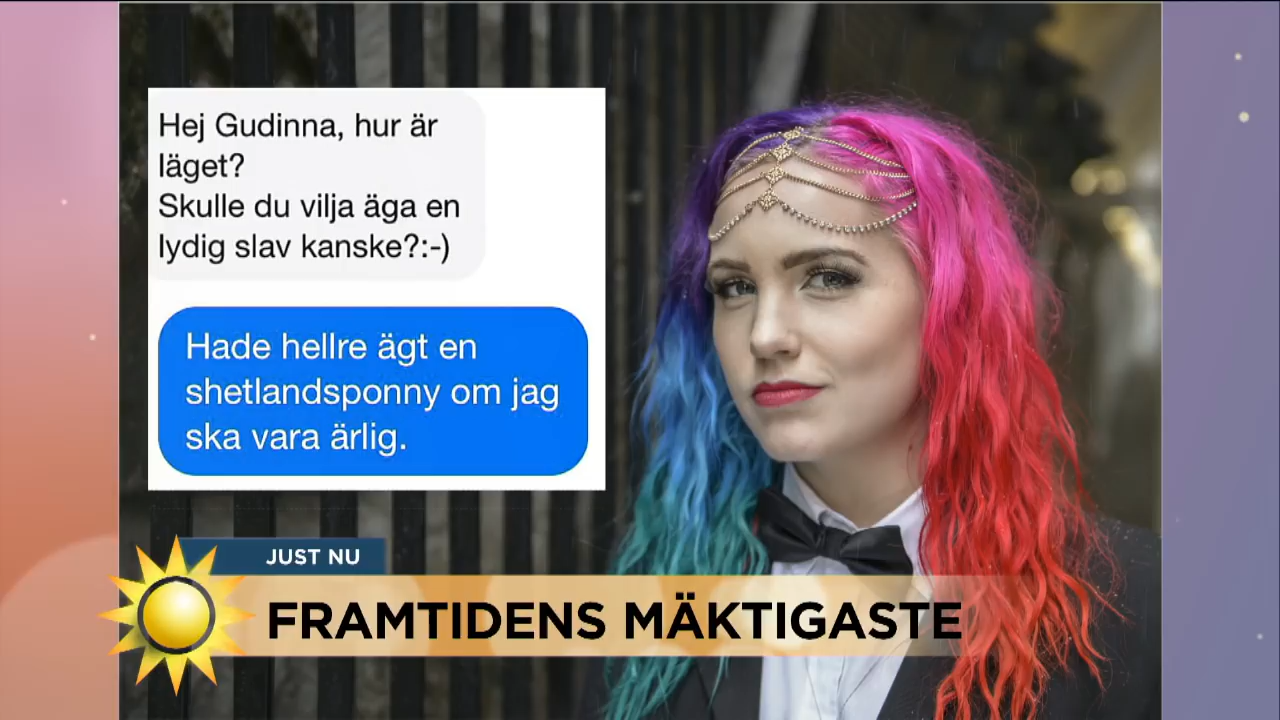 Hej Gudinna, hur är
läget?
Skulle du vilja äga en
lydig slav kanske?:-)
Hade hellre ägt en
shetlandsponny om jag
ska vara ärlig.
JUST NU
FRAMTIDENS MÄKTIGASTE